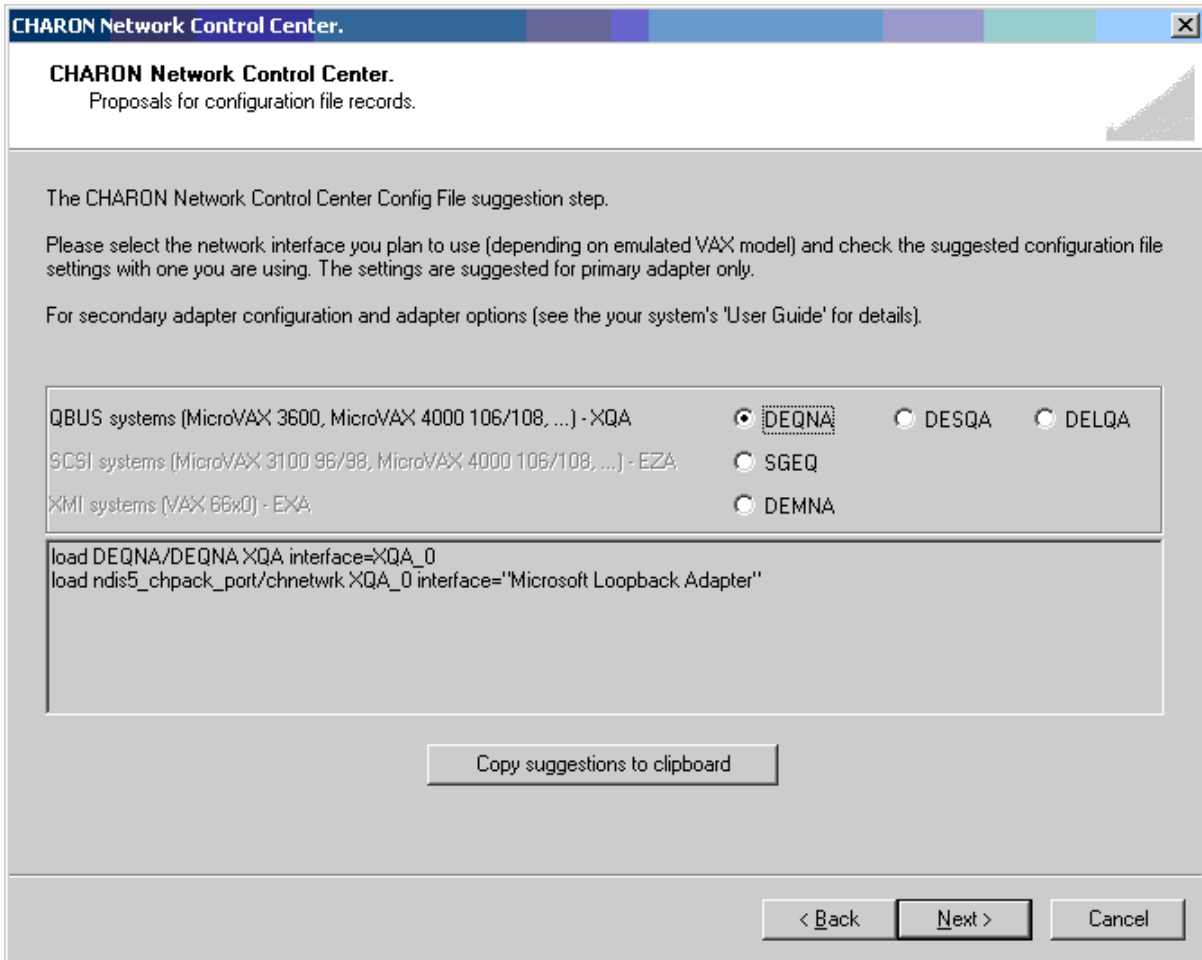 CHARON Network Control Center.
CHARON Network Control Center.
Proposals for configuration file records.
The CHARON Network Control Center Config File suggestion step.
Please select the network interface you plan to use (depending on emulated VAX model) and check the suggested configuration file
settings with one you are using. The settings are suggested for primary adapter only.
For secondary adapter configuration and adapter options (see the your system's 'User Guide' for details).
QBUS systems (MicroVAX 3600, MicroVAX 4000 106/108, ...) - XQA DEQNA DESQA DELQA
SCSI systems (MicroVAX 3100 96/98, MicroVAX 4000 106/108, ...) - EZA SGEQ
XMI systems (VAX 66x0) - EXA DEMNA
load DEQNA/DEQNA XQA interface=XQA_0
load ndis5_chpack_port/chnetwrk XQA_0 interface="Microsoft Loopback Adapter"
Copy suggestions to clipboard
< Back Next > Cancel